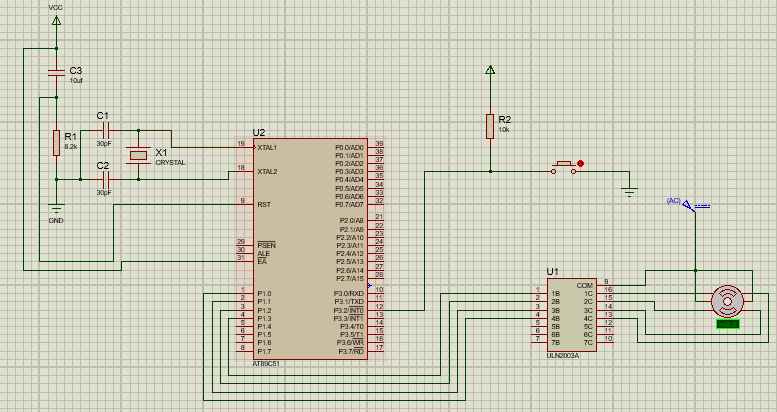 VCC
C3
10uf
R1
8.2k
C1
30pF
C2
30pF
X1
CRYSTAL
GND
U2
19 XTAL1
18 XTAL2
9 RST
29 PSEN
30 ALE
31 EA
1 P1.0
2 P1.1
3 P1.2
4 P1.3
5 P1.4
6 P1.5
7 P1.6
8 P1.7
P0.0/AD0 39
P0.1/AD1 38
P0.2/AD2 37
P0.3/AD3 36
P0.4/AD4 35
P0.5/AD5 34
P0.6/AD6 33
P0.7/AD7 32
P2.0/A8 21
P2.1/A9 22
P2.2/A10 23
P2.3/A11 24
P2.4/A12 25
P2.5/A13 26
P2.6/A14 27
P2.7/A15 28
P3.0/RXD 10
P3.1/TXD 11
P3.2/INT0 12
P3.3/INT1 13
P3.4/T0 14
P3.5/T1 15
P3.6/WR 16
P3.7/RD 17
AT89C51
R2
10k
(AC)
U1
COM 9
1 1B 1C 16
2 2B 2C 15
3 3B 3C 14
4 4B 4C 13
5 5B 5C 12
6 6B 6C 11
7 7B 7C 10
ULN2003A